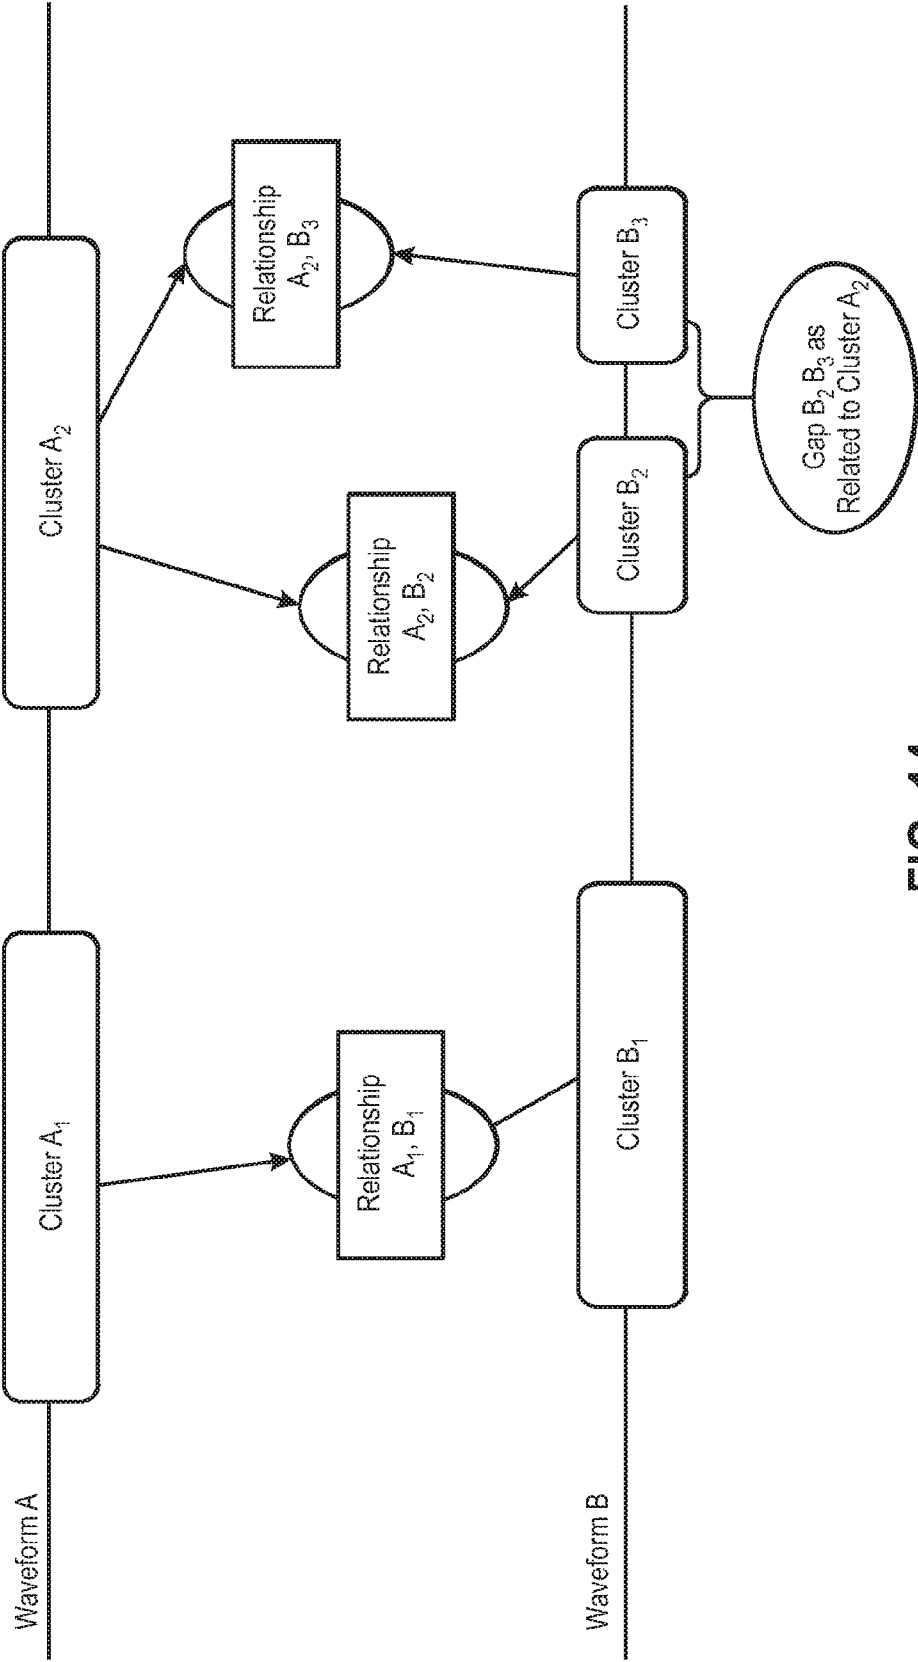 Waveform A
Cluster A₁
Cluster A₂
Relationship
A₁, B₁
Relationship
A₂, B₂
Relationship
A₂, B₃
Waveform B
Cluster B₁
Cluster B₂
Cluster B₃
Gap B₂ B₃ as
Related to Cluster A₂